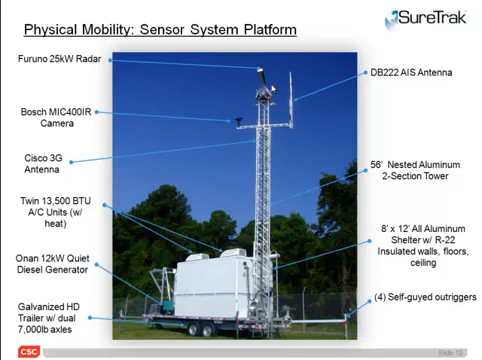 Physical Mobility: Sensor System Platform
SureTrak
Furuno 25kW Radar
DB222 AIS Antenna
Bosch MIC400IR
Camera
Cisco 3G
Antenna
56' Nested Aluminum
2-Section Tower
Twin 13,500 BTU
A/C Units (w/
heat)
8' x 12' All Aluminum
Shelter w/ R-22
Insulated walls, floors,
ceiling
Onan 12kW Quiet
Diesel Generator
(4) Self-guyed outriggers
Galvanized HD
Trailer w/ dual
7,000lb axles
CSC
Slide 12